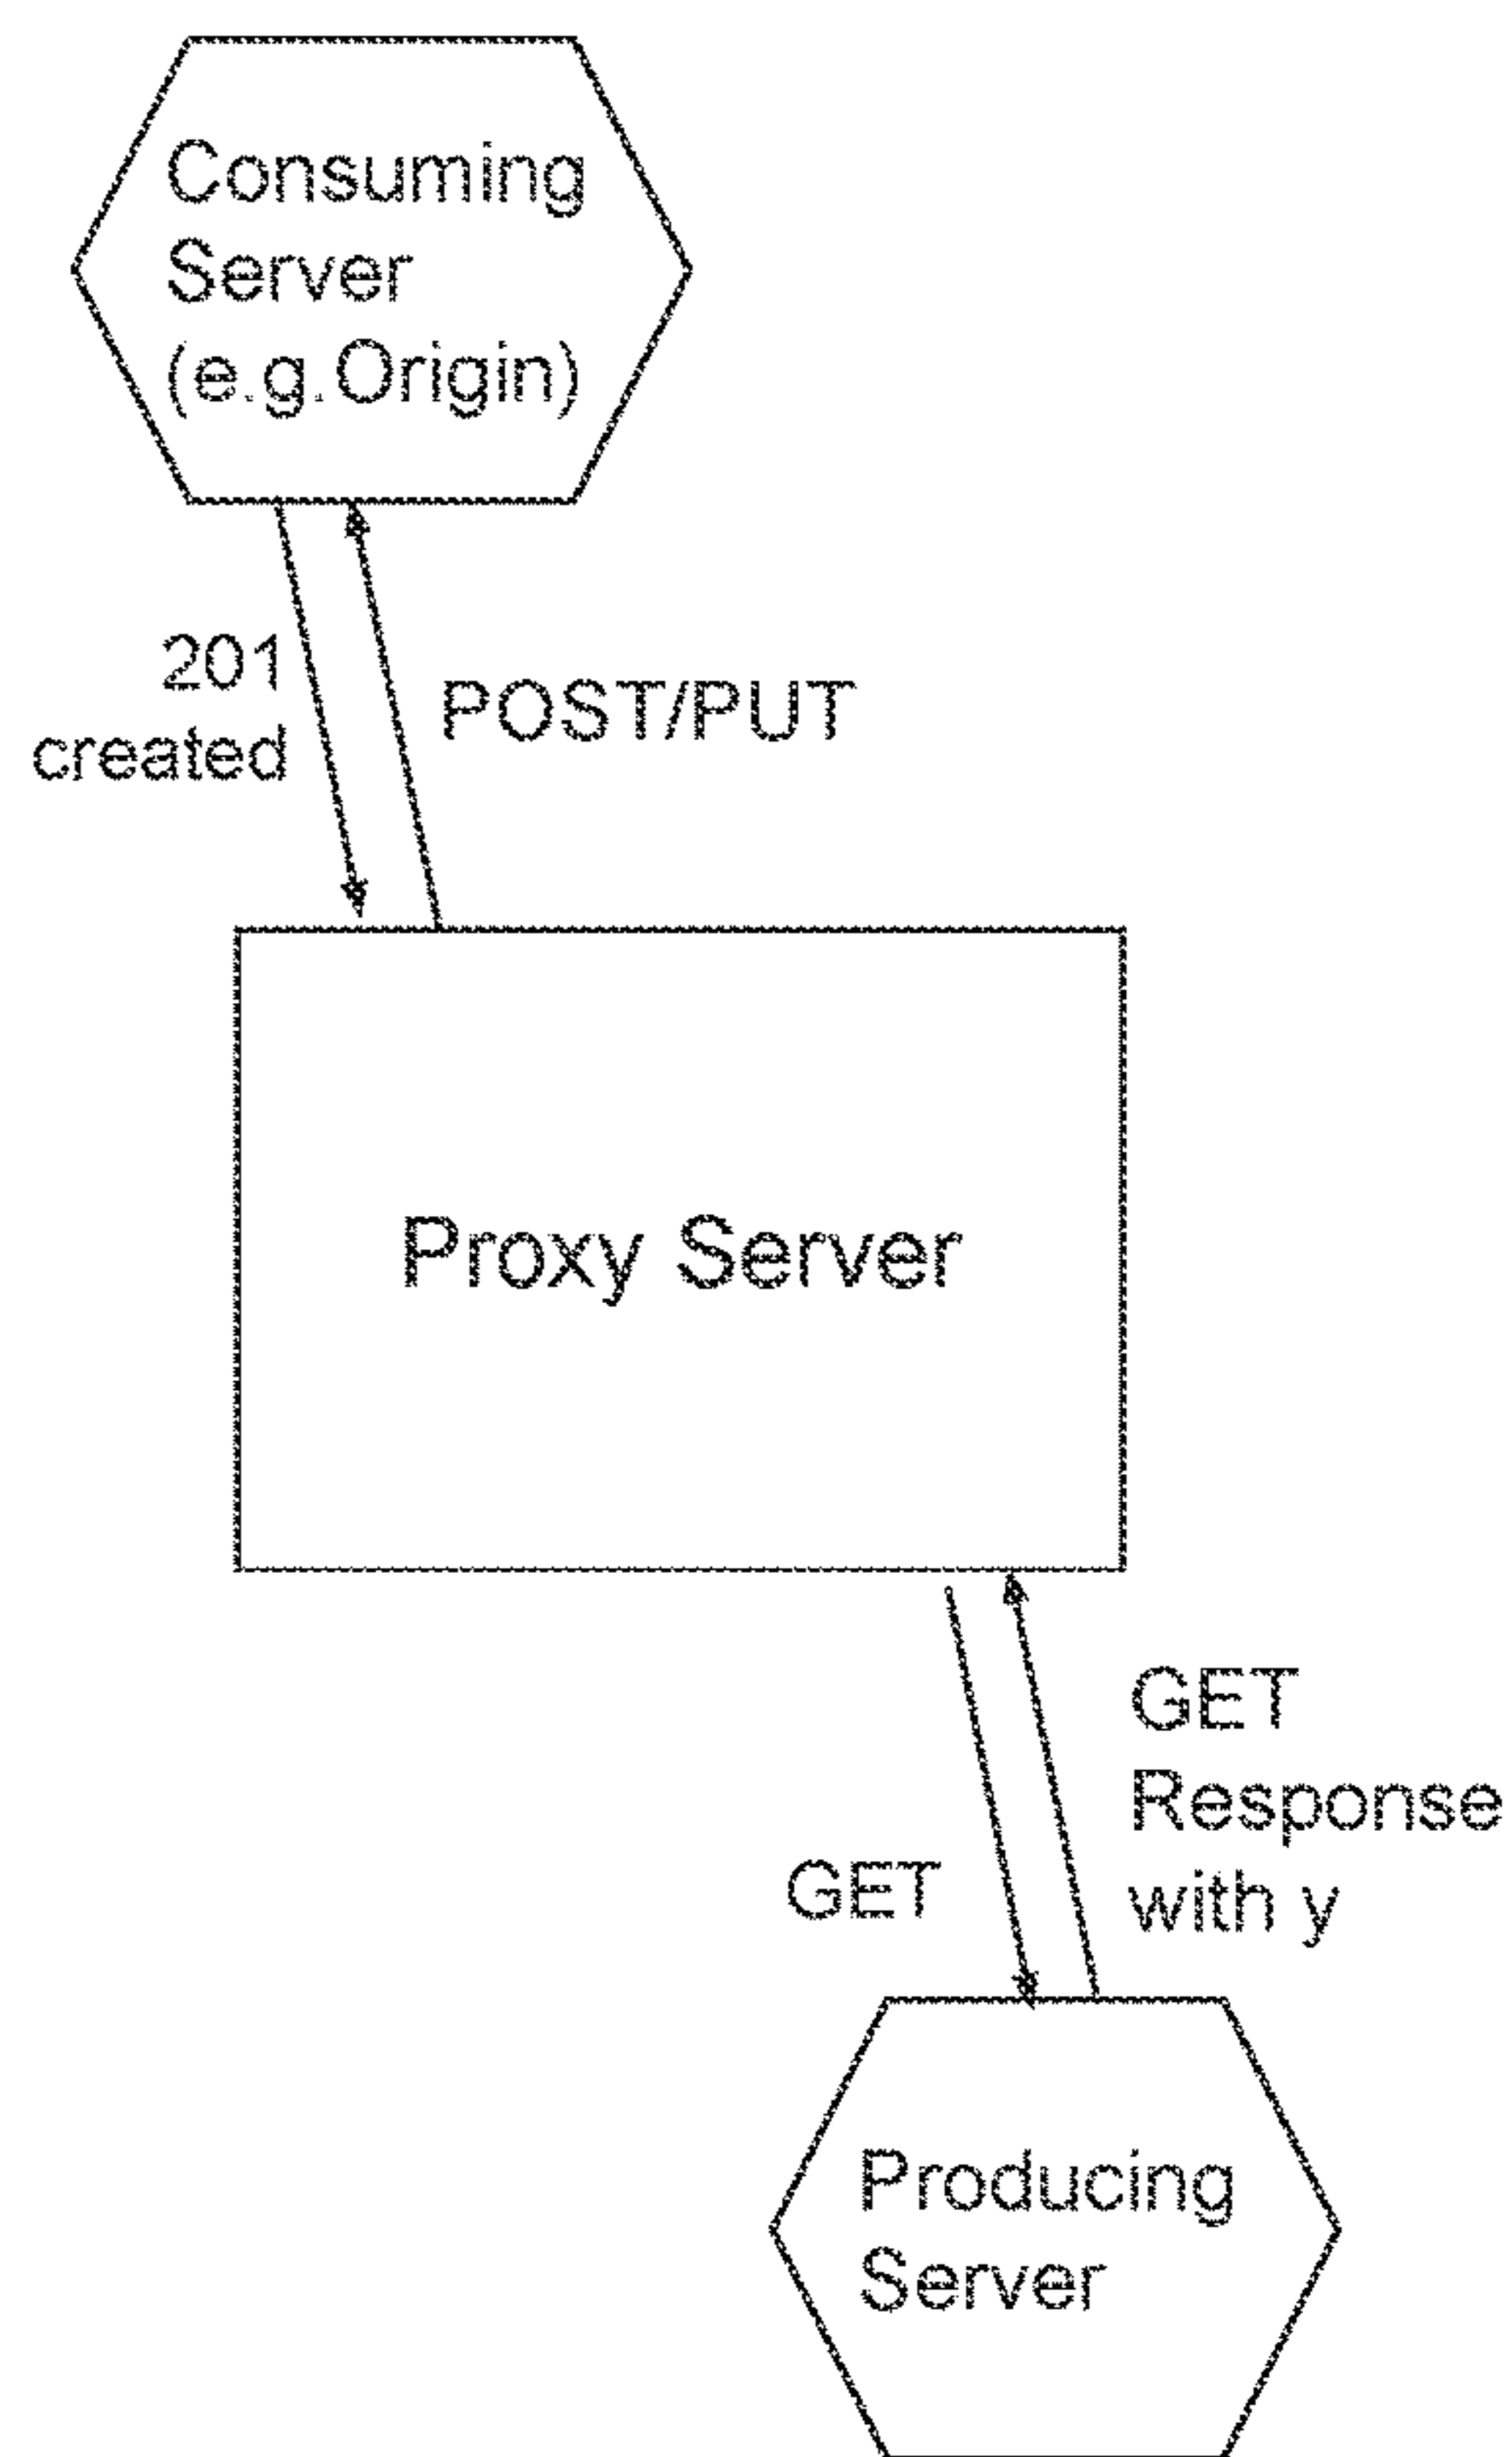 Consuming
Server
(e.g.Origin)
201
created
POST/PUT
Proxy Server
GET
GET
Response
with y
Producing
Server